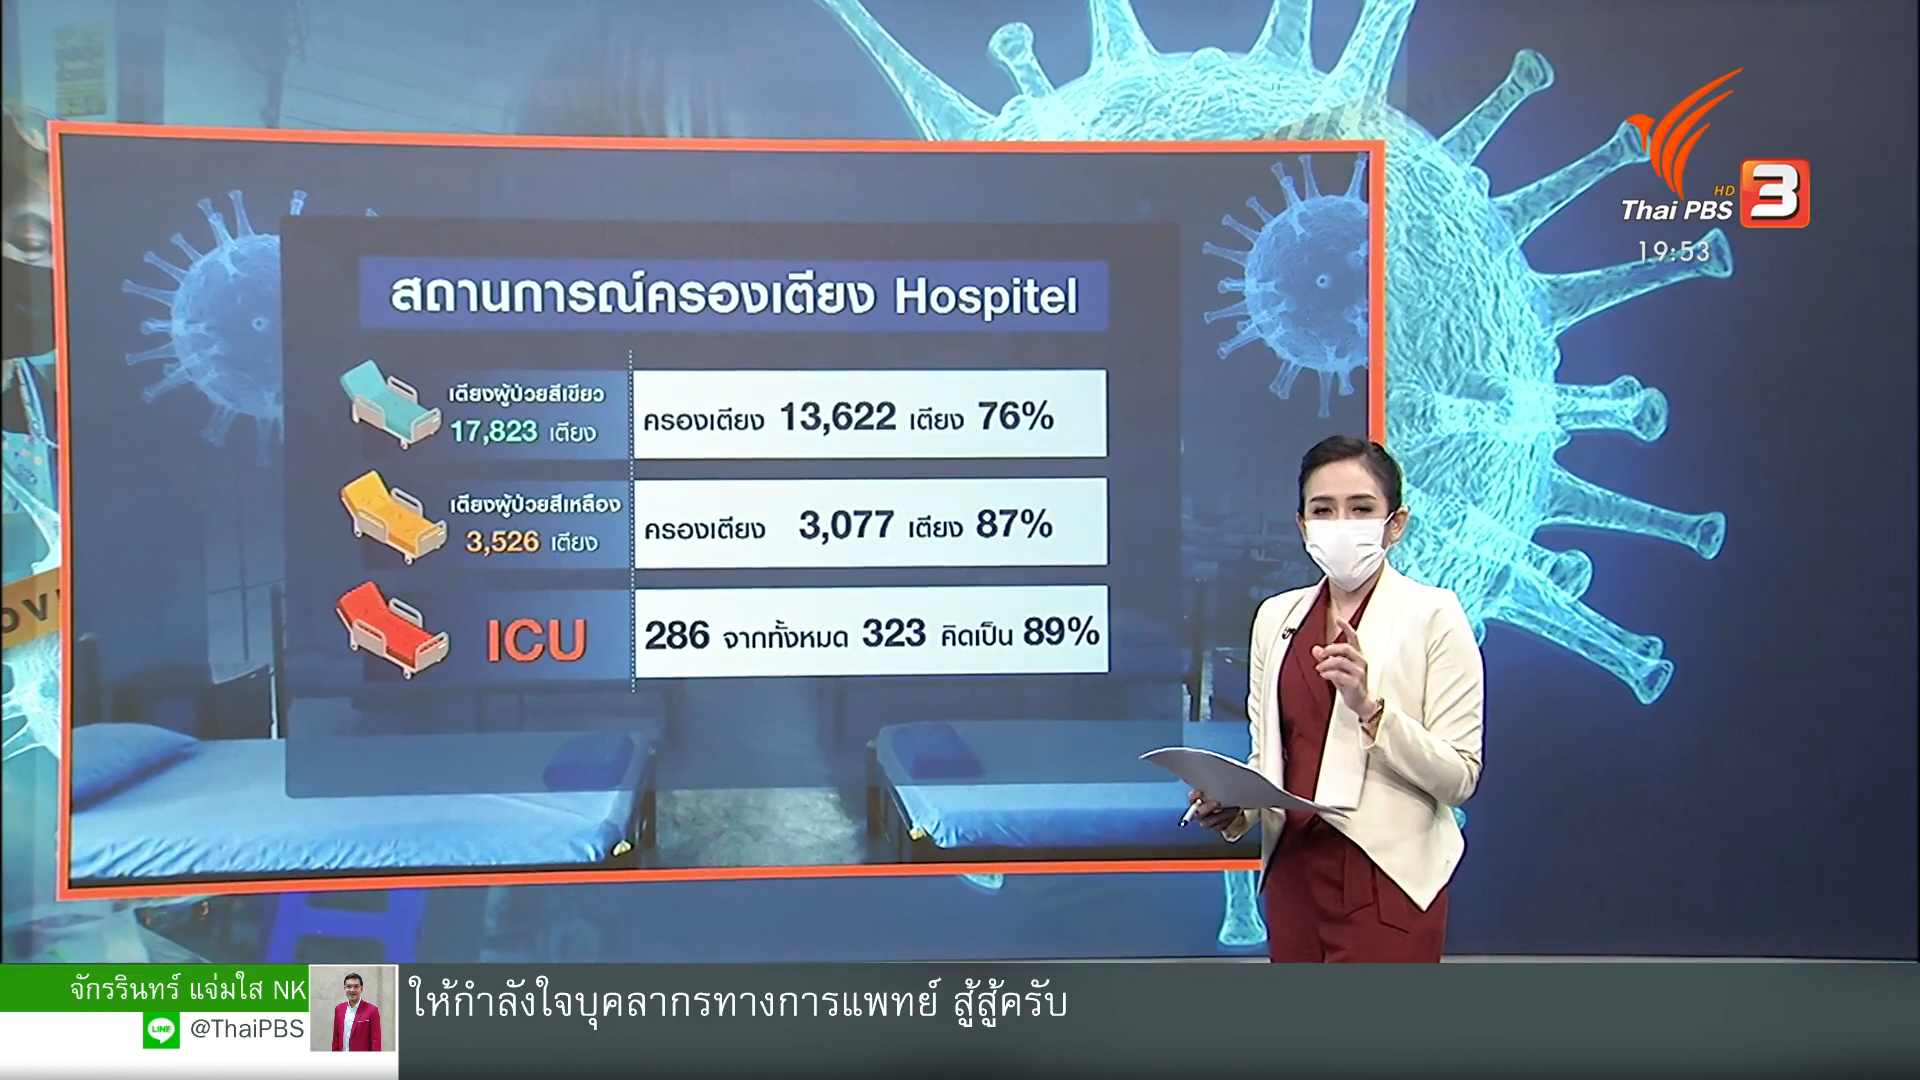 HD
Thai PBS 3
19:53
สถานการณ์ครองเตียง Hospitel
เตียงผู้ป่วยสีเขียว
17,823 เตียง
ครองเตียง 13,622 เตียง 76%
เตียงผู้ป่วยสีเหลือง
3,526 เตียง
ครองเตียง 3,077 เตียง 87%
ICU
286 จากทั้งหมด 323 คิดเป็น 89%
จักรรินทร์ แจ่มใส NK
LINE @ThaiPBS
ให้กำลังใจบุคลากรทางการแพทย์ สู้สู้ครับ